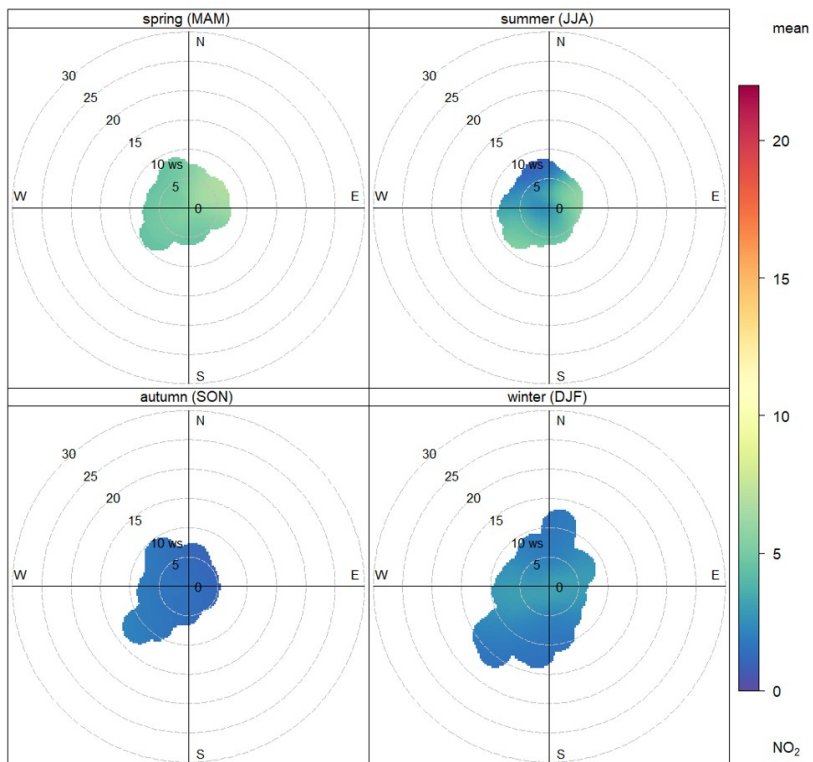 spring (MAM)
summer (JJA)
mean
N
30
25
20
15
10 ws
5
W
0
E
S
N
30
25
20
15
10 ws
5
W
0
E
S
20
15
10
5
0
autumn (SON)
winter (DJF)
N
30
25
20
15
10 ws
5
W
0
E
S
N
30
25
20
15
10 ws
5
W
0
E
S
NO₂